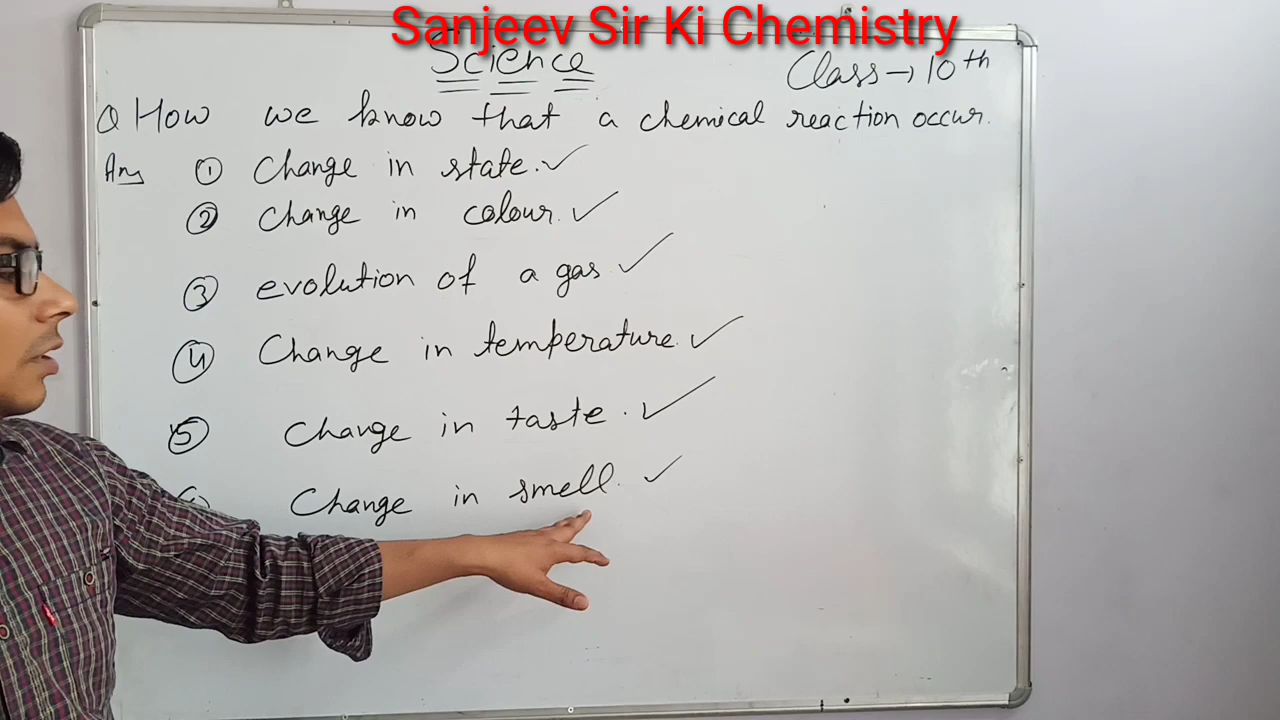 Sanjeev Sir Ki Chemistry
Science
Class → 10th
Q How we know that a chemical reaction occur.
Ans ① Change in state. ✓
② Change in colour. ✓
③ evolution of a gas ✓
④ Change in temperature. ✓
⑤ Change in taste. ✓
Change in smell. ✓